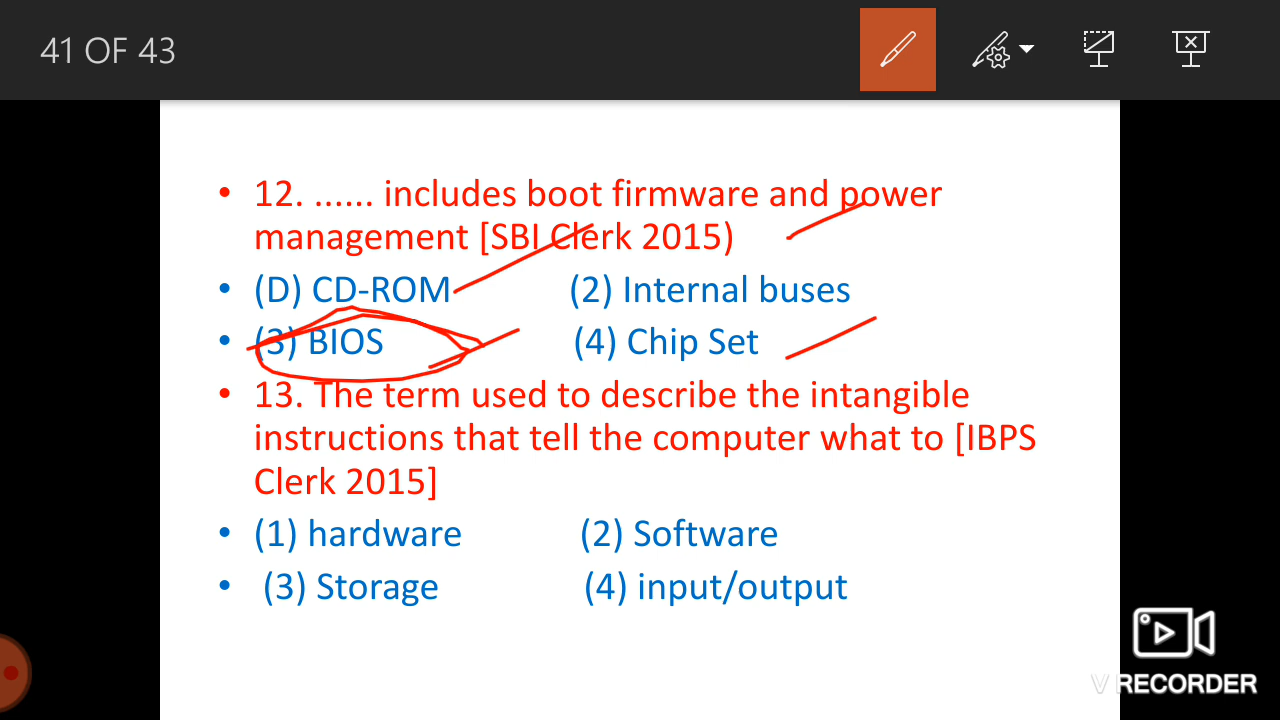 41 OF 43
• 12. ...... includes boot firmware and power
management [SBI Clerk 2015)
• (D) CD-ROM (2) Internal buses
• (3) BIOS (4) Chip Set
• 13. The term used to describe the intangible
instructions that tell the computer what to [IBPS
Clerk 2015]
• (1) hardware (2) Software
• (3) Storage (4) input/output
V RECORDER